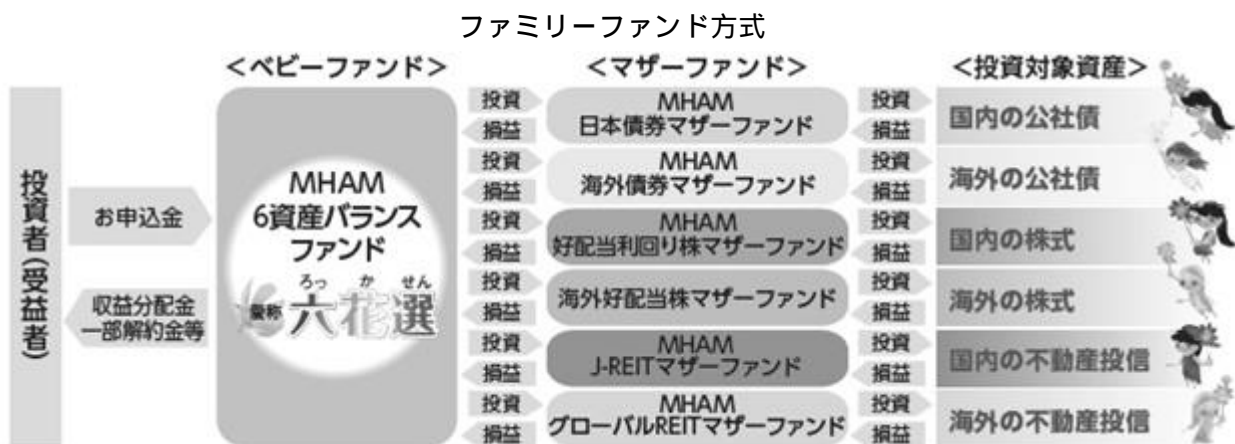 ファミリーファンド方式
＜ベビーファンド＞
＜マザーファンド＞
＜投資対象資産＞
投資者(受益者)
お申込金
収益分配金
一部解約金等
MHAM
6資産バランス
ファンド
愛称
ろっ か せん
六花選
投資
損益
MHAM
日本債券マザーファンド
投資
損益
国内の公社債
投資
損益
MHAM
海外債券マザーファンド
投資
損益
海外の公社債
投資
損益
MHAM
好配当利回り株マザーファンド
投資
損益
国内の株式
投資
損益
海外好配当株マザーファンド
投資
損益
海外の株式
投資
損益
MHAM
J-REITマザーファンド
投資
損益
国内の不動産投信
投資
損益
MHAM
グローバルREITマザーファンド
投資
損益
海外の不動産投信